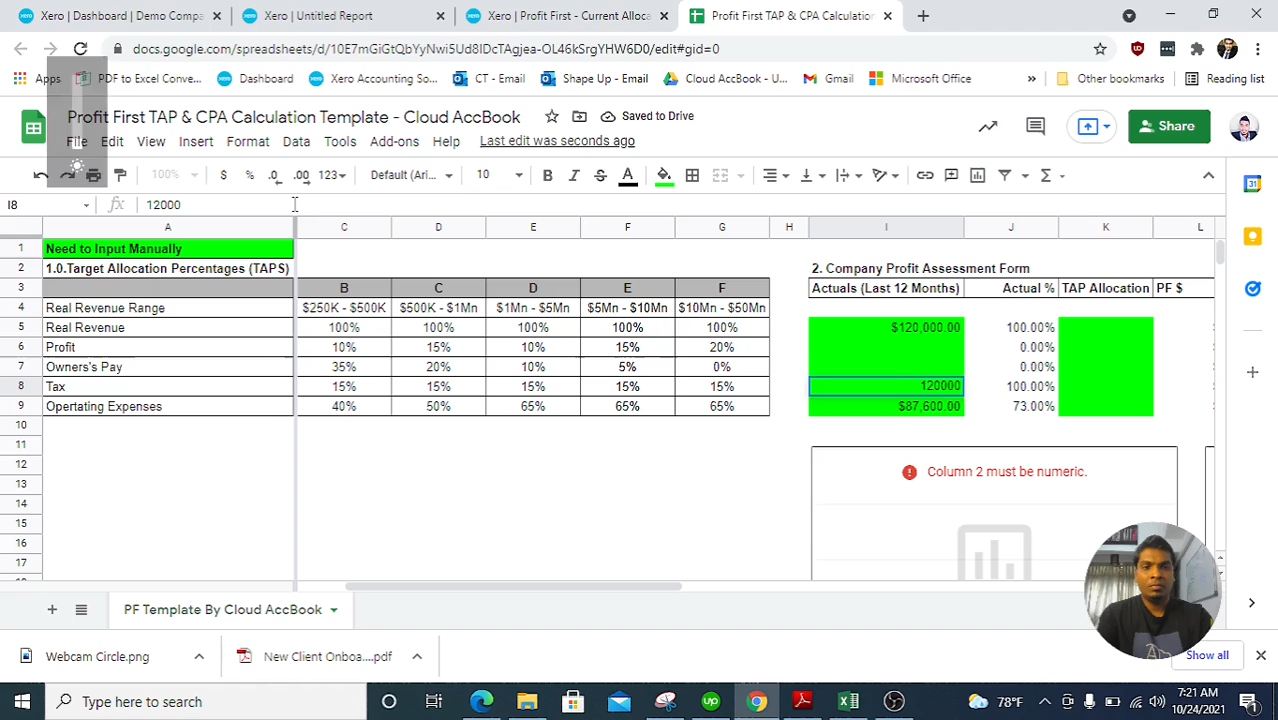 Xero | Dashboard | Demo Compa
Xero | Untitled Report
Xero | Profit First - Current Alloca
Profit First TAP & CPA Calculation
docs.google.com/spreadsheets/d/10E7mGiGtQbYyNwi5Ud8IDcTAgjea-OL46kSrgYHW6D0/edit#gid=0
Apps
PDF to Excel Conve...
Dashboard
Xero Accounting So...
CT - Email
Shape Up - Email
Cloud AccBook - U...
Gmail
Microsoft Office
»
Other bookmarks
Reading list
Profit First TAP & CPA Calculation Template - Cloud AccBook
Saved to Drive
File Edit View Insert Format Data Tools Add-ons Help Last edit was seconds ago
Share
100% $ % .0 .00 123 Default (Ari... 10 B I S A
I8 fx 12000
A C D E F G H I J K L
1 Need to Input Manually
2 1.0.Target Allocation Percentages (TAPS) 2. Company Profit Assessment Form
3 B C D E F Actuals (Last 12 Months) Actual % TAP Allocation PF $
4 Real Revenue Range $250K - $500K $500K - $1Mn $1Mn - $5Mn $5Mn - $10Mn $10Mn - $50Mn
5 Real Revenue 100% 100% 100% 100% 100% $120,000.00 100.00%
6 Profit 10% 15% 10% 15% 20% 0.00%
7 Owners's Pay 35% 20% 10% 5% 0% 0.00%
8 Tax 15% 15% 15% 15% 15% 120000 100.00%
9 Opertating Expenses 40% 50% 65% 65% 65% $87,600.00 73.00%
10
11
12 Column 2 must be numeric.
13
14
15
16
17
PF Template By Cloud AccBook
Webcam Circle.png
New Client Onboa....pdf
Show all
Type here to search
78°F
7:21 AM
10/24/2021